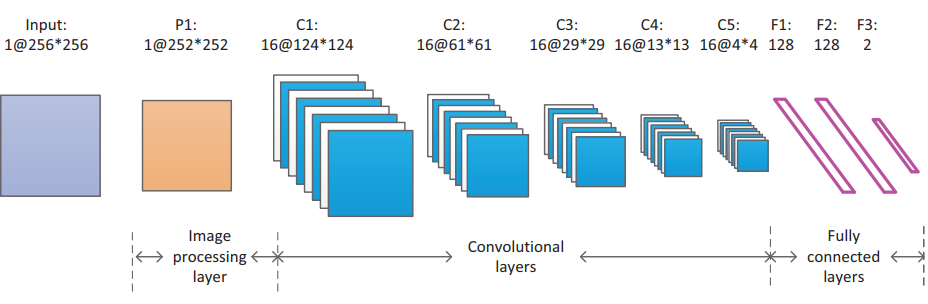 Input: P1: C1: C2: C3: C4: C5: F1: F2: F3:
1@256*256 1@252*252 16@124*124 16@61*61 16@29*29 16@13*13 16@4*4 128 128 2
Image
processing
layer
Convolutional
layers
Fully
connected
layers